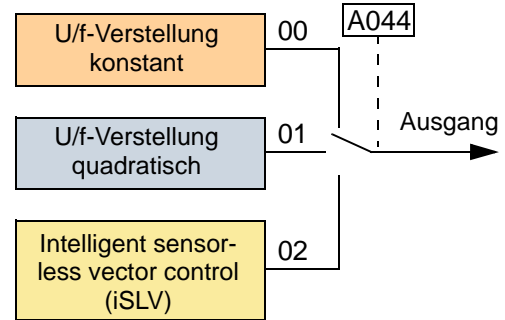 U/f-Verstellung
konstant
00
A044
U/f-Verstellung
quadratisch
01
Ausgang
Intelligent sensor-
less vector control
(iSLV)
02